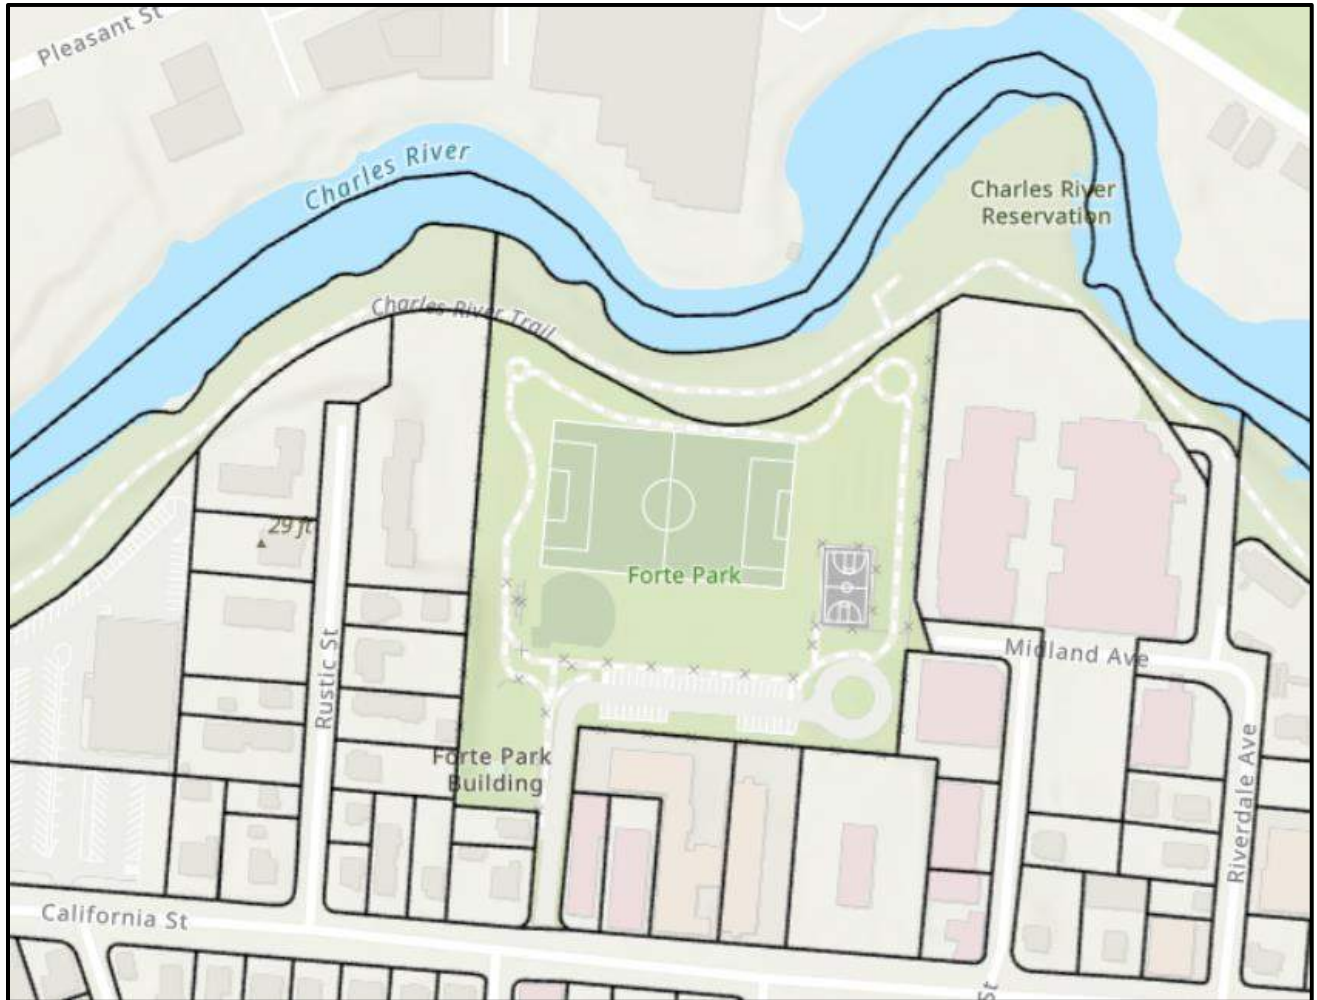 Pleasant St
Charles River
Charles River
Reservation
Charles River Trail
29 ft
Forte Park
Midland Ave
Rustic St
Forte Park
Building
Riverdale Ave
California St
St